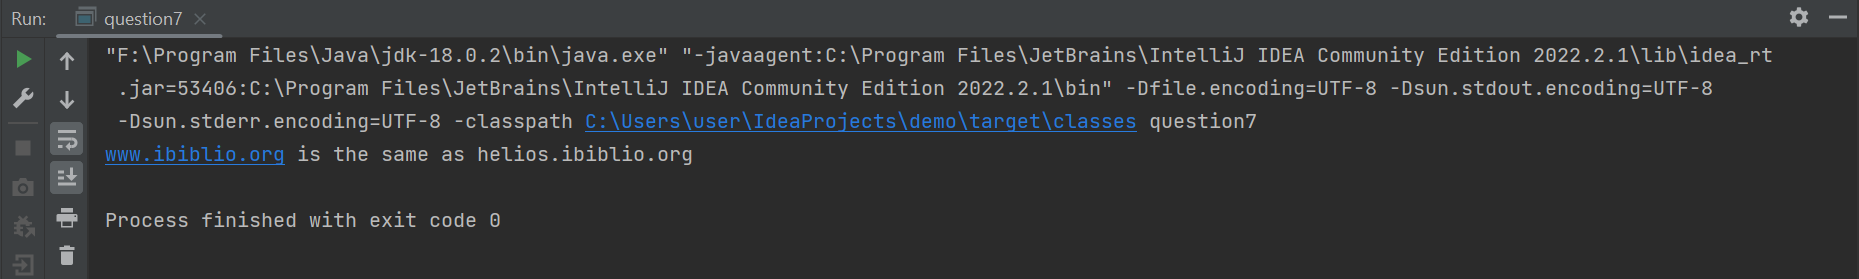 Run: question7
"F:\Program Files\Java\jdk-18.0.2\bin\java.exe" "-javaagent:C:\Program Files\JetBrains\IntelliJ IDEA Community Edition 2022.2.1\lib\idea_rt
.jar=53406:C:\Program Files\JetBrains\IntelliJ IDEA Community Edition 2022.2.1\bin" -Dfile.encoding=UTF-8 -Dsun.stdout.encoding=UTF-8
-Dsun.stderr.encoding=UTF-8 -classpath C:\Users\user\IdeaProjects\demo\target\classes question7
www.ibiblio.org is the same as helios.ibiblio.org
Process finished with exit code 0